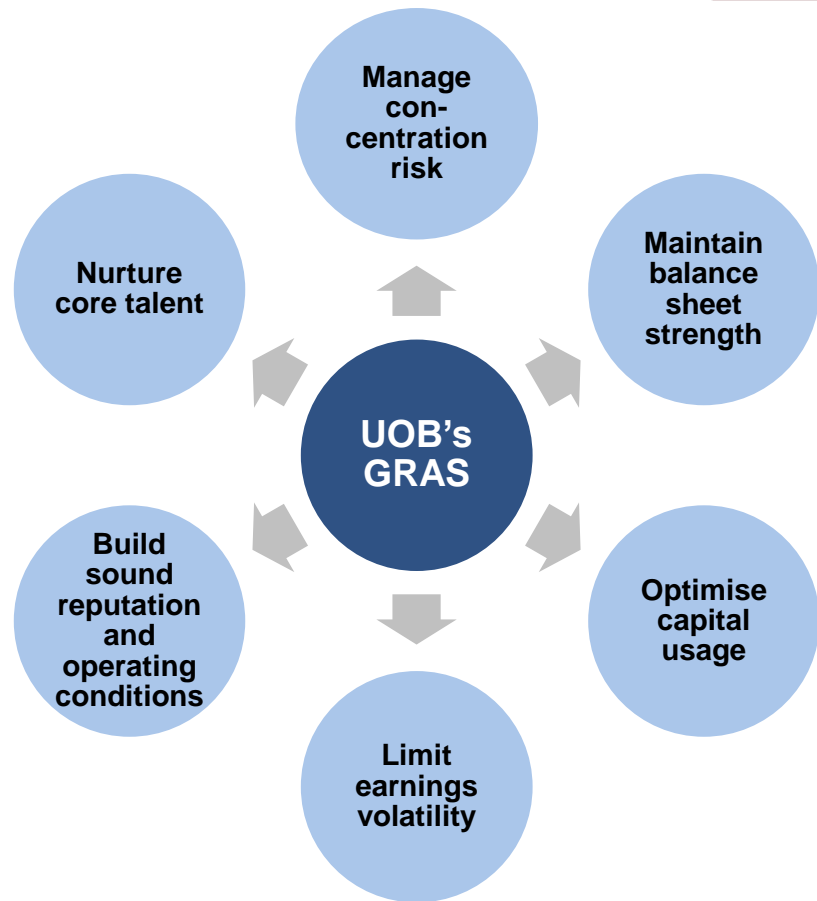 Manage
con-
centration
risk
Maintain
balance
sheet
strength
Optimise
capital
usage
Limit
earnings
volatility
Build
sound
reputation
and
operating
conditions
Nurture
core talent
UOB’s
GRAS